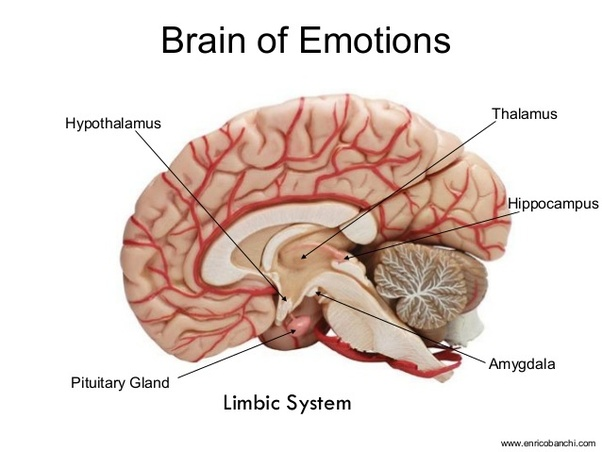 Brain of Emotions
Hypothalamus
Thalamus
Hippocampus
Amygdala
Pituitary Gland
Limbic System
www.enricobanchi.com